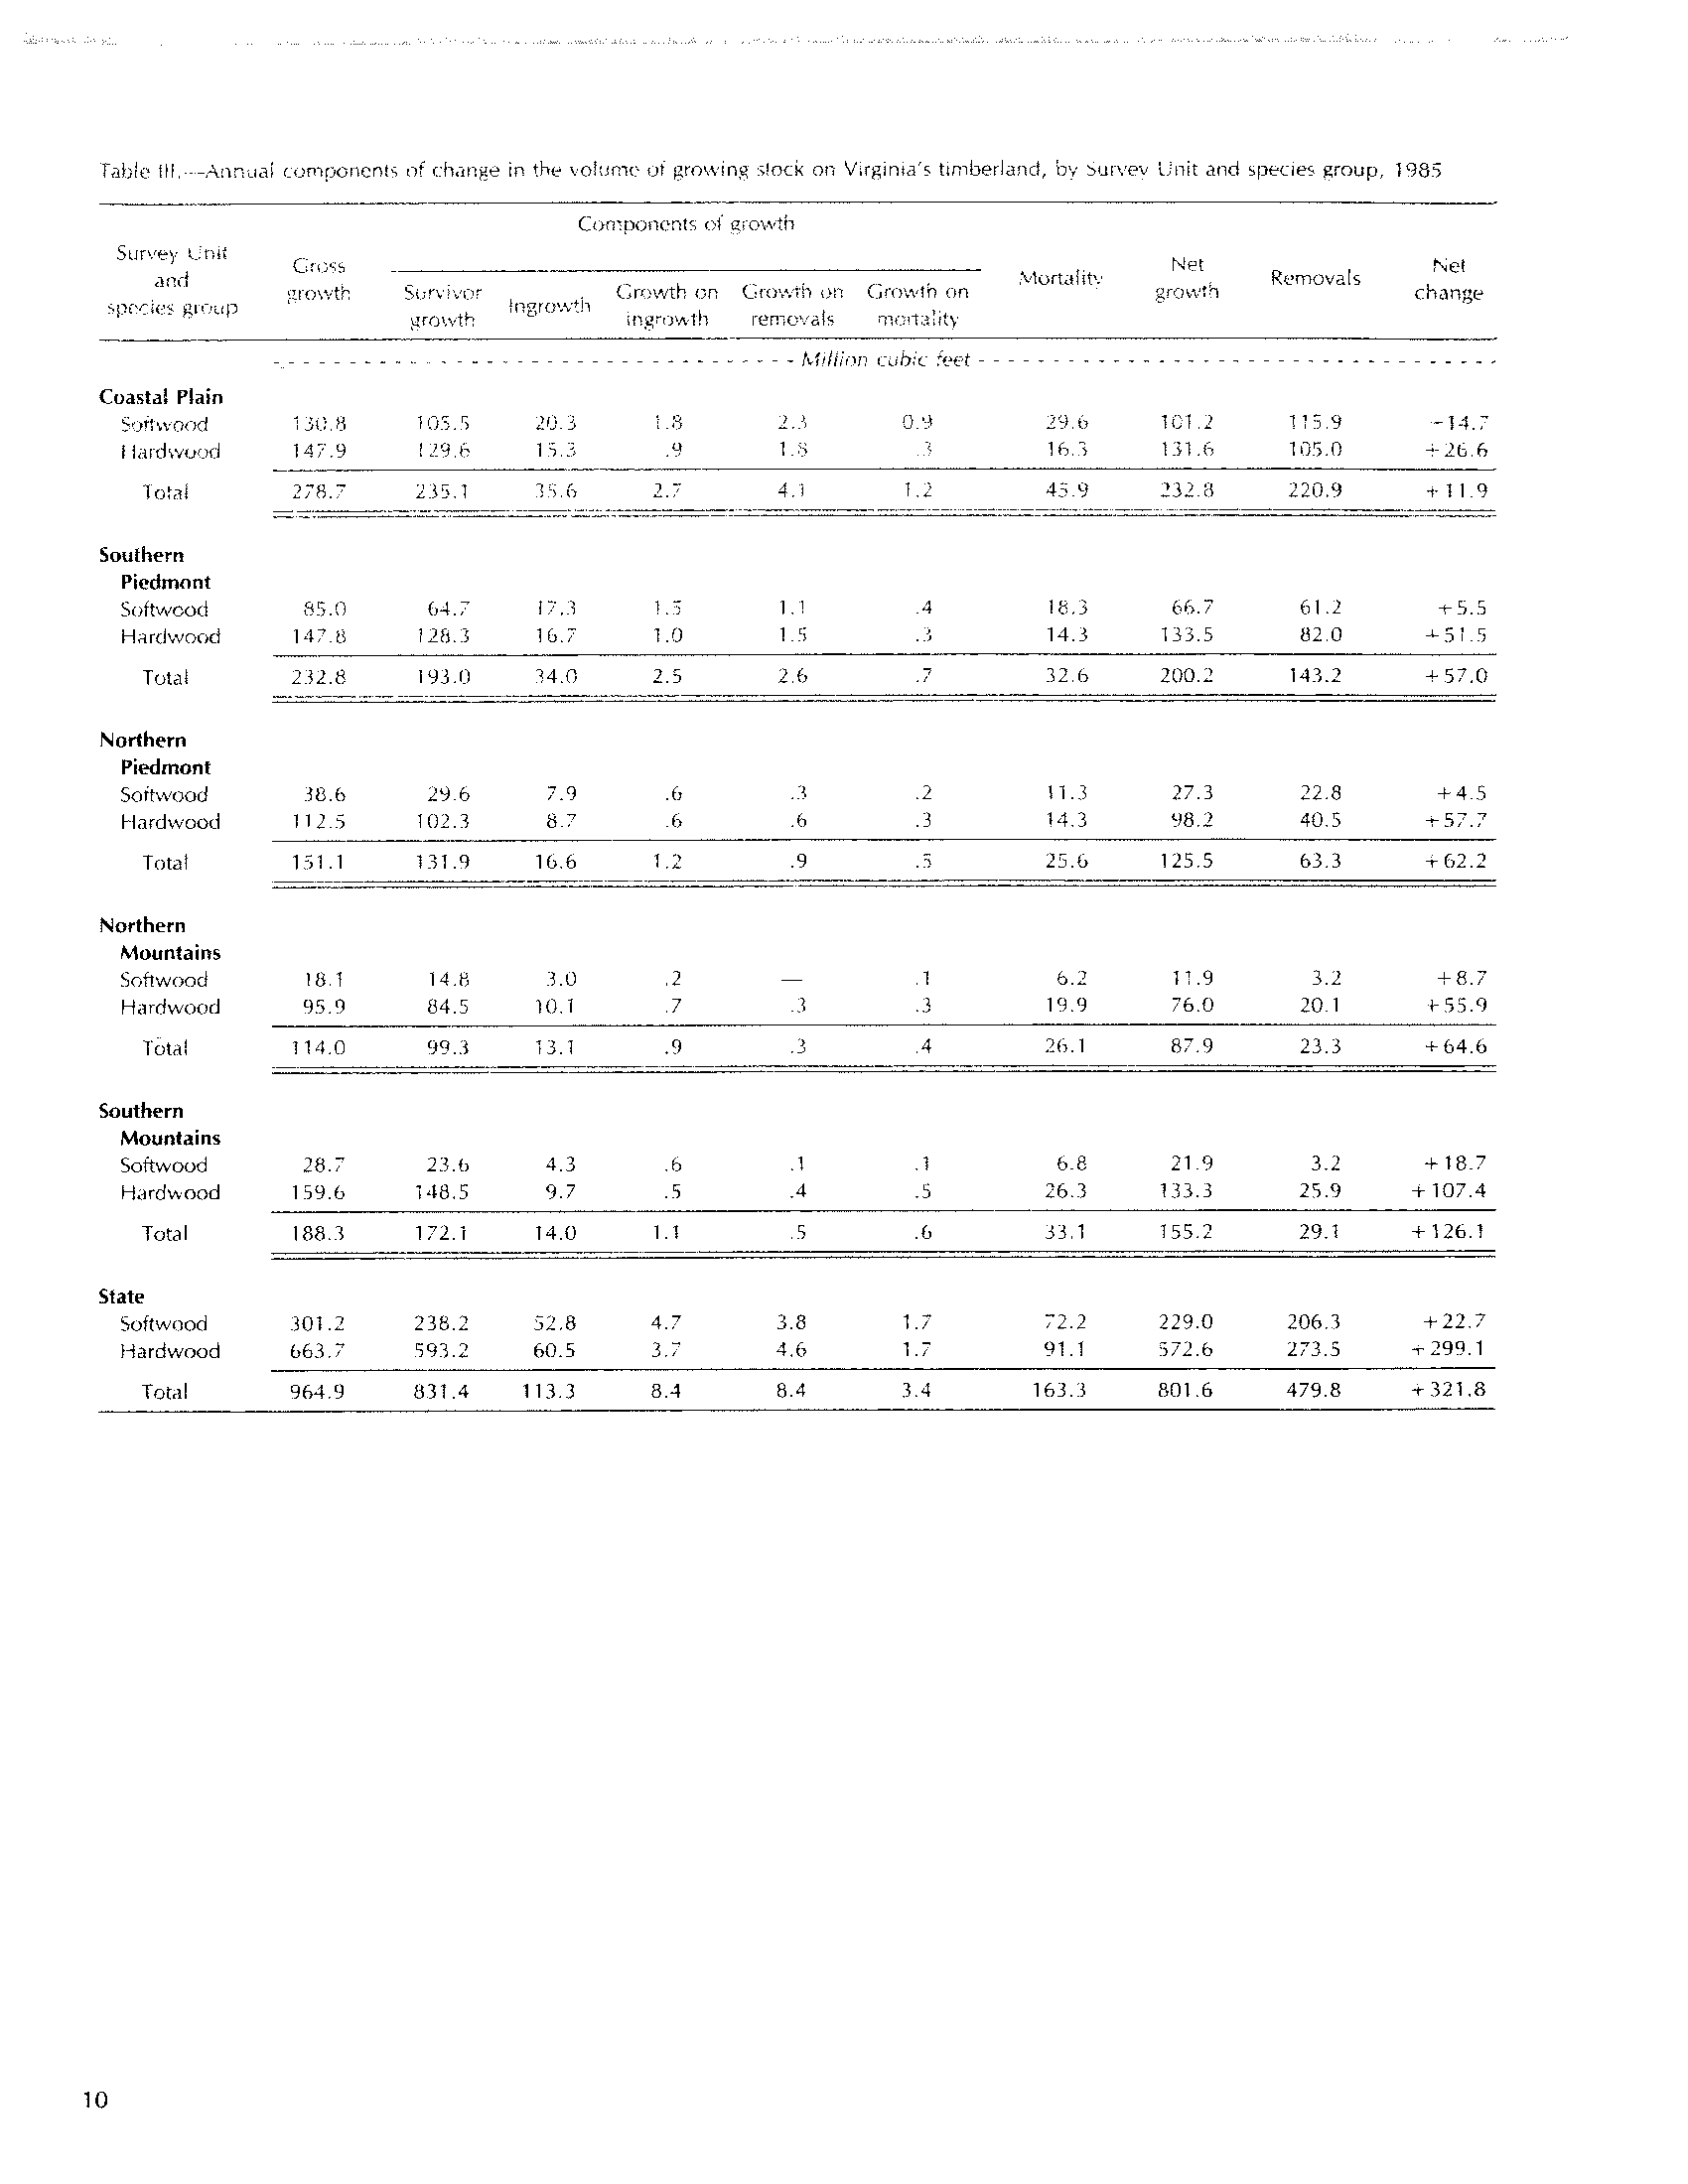 Table III.—Annual components of change in the volume of growing stock on Virginia's timberland, by Survey Unit and species group, 1985
Components of growth
Survey Unit and species group Gross growth Survivor growth Ingrowth Growth on ingrowth Growth on removals Growth on mortality Mortality Net growth Removals Net change
Million cubic feet
Coastal Plain
Softwood 130.8 105.5 20.3 1.8 2.3 0.9 29.6 101.2 115.9 −14.7
Hardwood 147.9 129.6 15.3 .9 1.8 .3 16.3 131.6 105.0 +26.6
Total 278.7 235.1 35.6 2.7 4.1 1.2 45.9 232.8 220.9 +11.9
Southern
Piedmont
Softwood 85.0 64.7 17.3 1.5 1.1 .4 18.3 66.7 61.2 +5.5
Hardwood 147.8 128.3 16.7 1.0 1.5 .3 14.3 133.5 82.0 +51.5
Total 232.8 193.0 34.0 2.5 2.6 .7 32.6 200.2 143.2 +57.0
Northern
Piedmont
Softwood 38.6 29.6 7.9 .6 .3 .2 11.3 27.3 22.8 +4.5
Hardwood 112.5 102.3 8.7 .6 .6 .3 14.3 98.2 40.5 +57.7
Total 151.1 131.9 16.6 1.2 .9 .5 25.6 125.5 63.3 +62.2
Northern
Mountains
Softwood 18.1 14.8 3.0 .2 — .1 6.2 11.9 3.2 +8.7
Hardwood 95.9 84.5 10.1 .7 .3 .3 19.9 76.0 20.1 +55.9
Total 114.0 99.3 13.1 .9 .3 .4 26.1 87.9 23.3 +64.6
Southern
Mountains
Softwood 28.7 23.6 4.3 .6 .1 .1 6.8 21.9 3.2 +18.7
Hardwood 159.6 148.5 9.7 .5 .4 .5 26.3 133.3 25.9 +107.4
Total 188.3 172.1 14.0 1.1 .5 .6 33.1 155.2 29.1 +126.1
State
Softwood 301.2 238.2 52.8 4.7 3.8 1.7 72.2 229.0 206.3 +22.7
Hardwood 663.7 593.2 60.5 3.7 4.6 1.7 91.1 572.6 273.5 +299.1
Total 964.9 831.4 113.3 8.4 8.4 3.4 163.3 801.6 479.8 +321.8
10